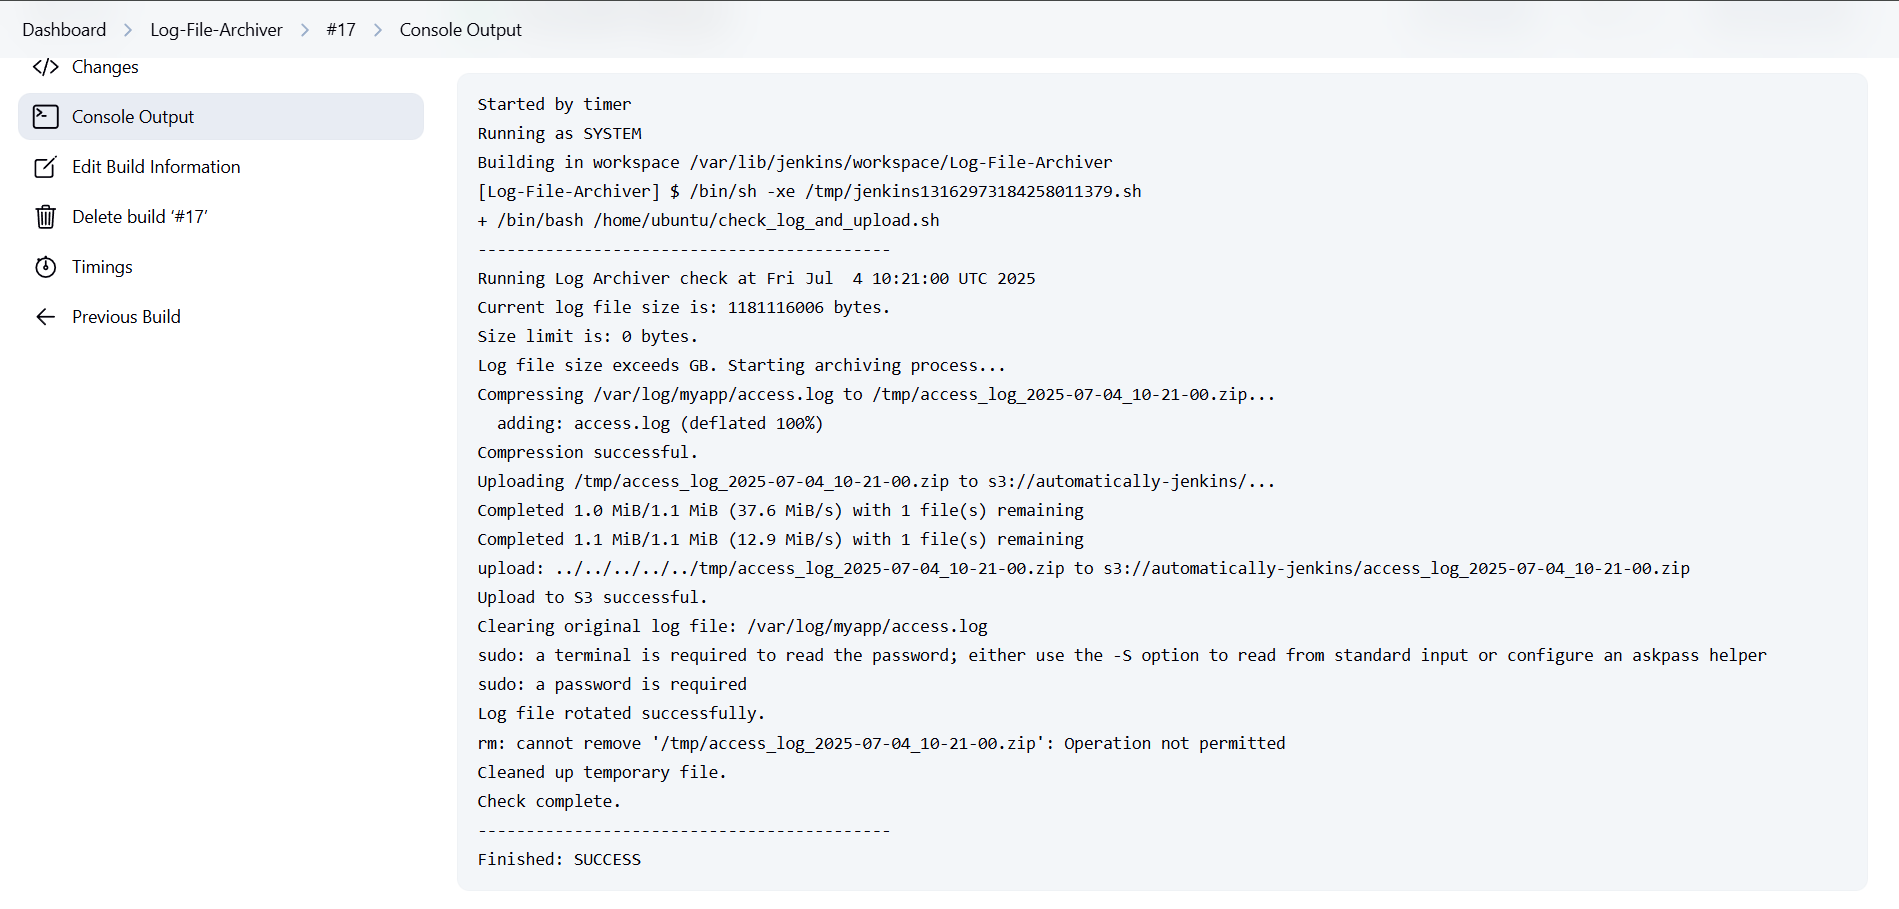 Dashboard > Log-File-Archiver > #17 > Console Output
Changes
Console Output
Edit Build Information
Delete build ‘#17’
Timings
Previous Build
Started by timer
Running as SYSTEM
Building in workspace /var/lib/jenkins/workspace/Log-File-Archiver
[Log-File-Archiver] $ /bin/sh -xe /tmp/jenkins13162973184258011379.sh
+ /bin/bash /home/ubuntu/check_log_and_upload.sh
-------------------------------------------
Running Log Archiver check at Fri Jul  4 10:21:00 UTC 2025
Current log file size is: 1181116006 bytes.
Size limit is: 0 bytes.
Log file size exceeds GB. Starting archiving process...
Compressing /var/log/myapp/access.log to /tmp/access_log_2025-07-04_10-21-00.zip...
  adding: access.log (deflated 100%)
Compression successful.
Uploading /tmp/access_log_2025-07-04_10-21-00.zip to s3://automatically-jenkins/...
Completed 1.0 MiB/1.1 MiB (37.6 MiB/s) with 1 file(s) remaining
Completed 1.1 MiB/1.1 MiB (12.9 MiB/s) with 1 file(s) remaining
upload: ../../../../../tmp/access_log_2025-07-04_10-21-00.zip to s3://automatically-jenkins/access_log_2025-07-04_10-21-00.zip
Upload to S3 successful.
Clearing original log file: /var/log/myapp/access.log
sudo: a terminal is required to read the password; either use the -S option to read from standard input or configure an askpass helper
sudo: a password is required
Log file rotated successfully.
rm: cannot remove '/tmp/access_log_2025-07-04_10-21-00.zip': Operation not permitted
Cleaned up temporary file.
Check complete.
-------------------------------------------
Finished: SUCCESS